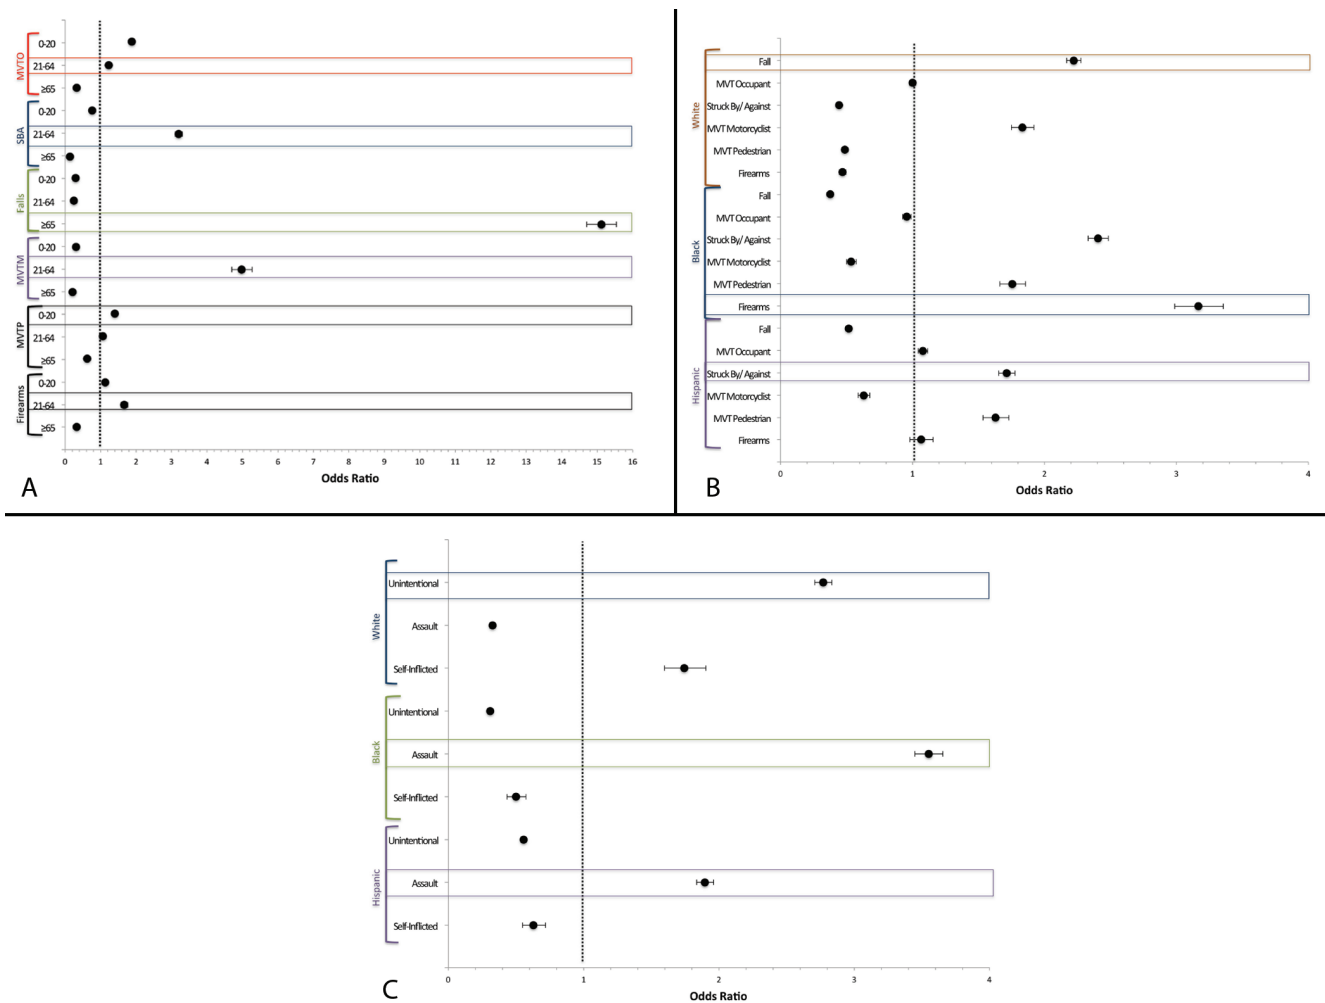 MVTO
0-20
21-64
≥65
SBA
0-20
21-64
≥65
Falls
0-20
21-64
≥65
MVTM
0-20
21-64
≥65
MVTP
0-20
21-64
≥65
Firearms
0-20
21-64
≥65
0 1 2 3 4 5 6 7 8 9 10 11 12 13 14 15 16
Odds Ratio
A
White
Fall
MVT Occupant
Struck By/ Against
MVT Motorcyclist
MVT Pedestrian
Firearms
Black
Fall
MVT Occupant
Struck By/ Against
MVT Motorcyclist
MVT Pedestrian
Firearms
Hispanic
Fall
MVT Occupant
Struck By/ Against
MVT Motorcyclist
MVT Pedestrian
Firearms
0 1 2 3 4
Odds Ratio
B
White
Unintentional
Assault
Self-Inflicted
Black
Unintentional
Assault
Self-Inflicted
Hispanic
Unintentional
Assault
Self-Inflicted
0 1 2 3 4
Odds Ratio
C